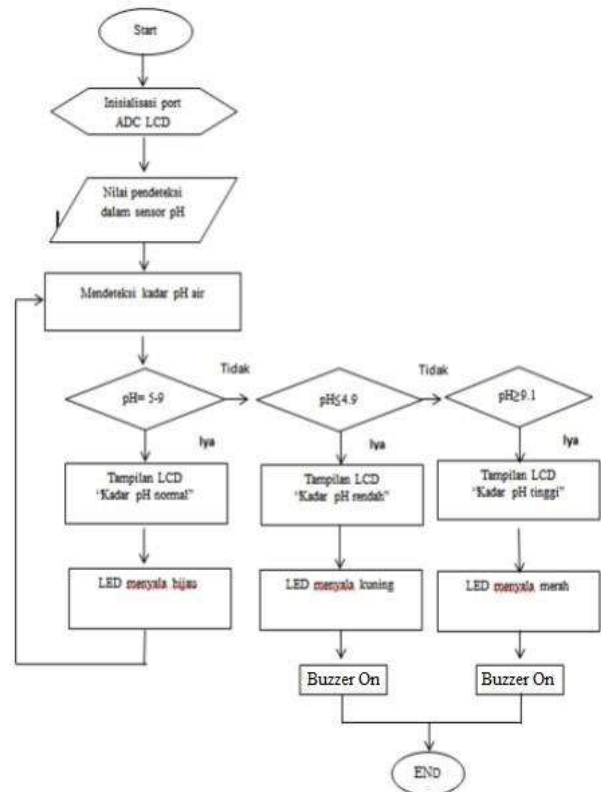 Start
Inisialisasi port
ADC LCD
Nilai pendeteksi
dalam sensor pH
Mendeteksi kadar pH air
pH= 5-9
Tidak
pH≤4.9
Tidak
pH≥9.1
Iya
Iya
Iya
Tampilan LCD
“Kadar pH normal”
Tampilan LCD
“Kadar pH rendah”
Tampilan LCD
“Kadar pH tinggi”
LED menyala hijau
LED menyala kuning
LED menyala merah
Buzzer On
Buzzer On
END